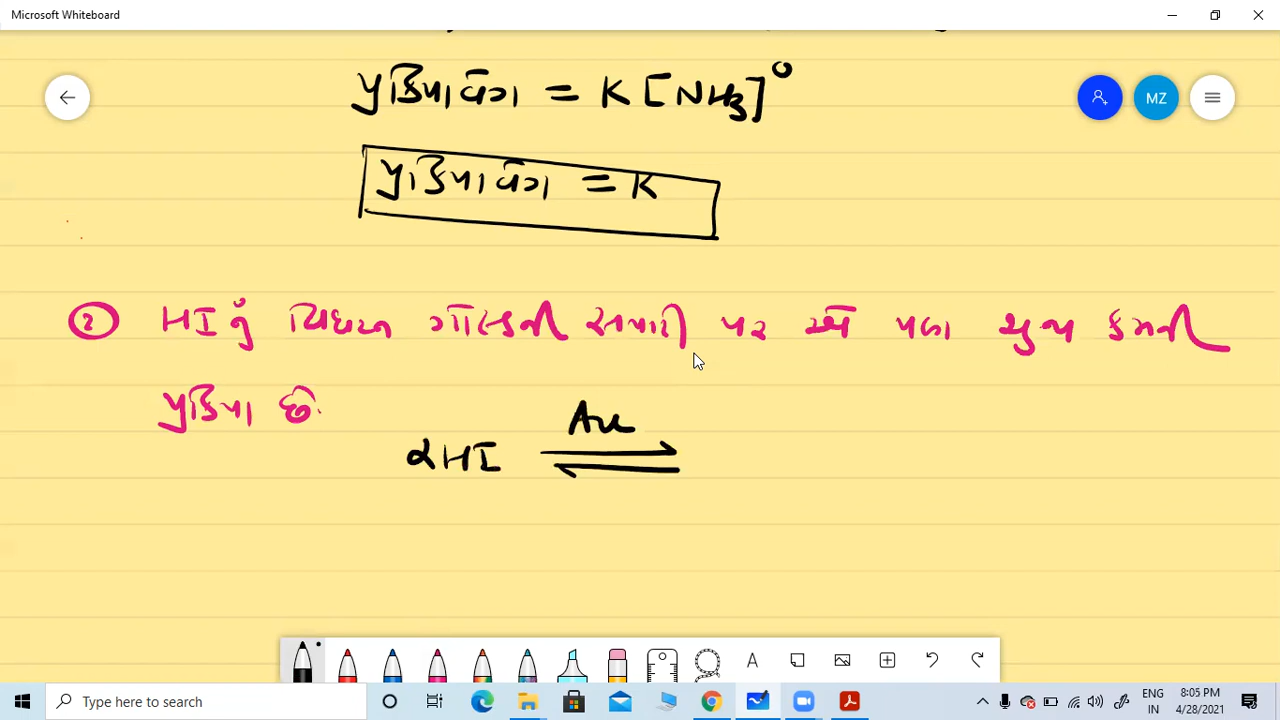 Microsoft Whiteboard
પ્રક્રિયાવેગ = K [NH3]⁰
MZ
પ્રક્રિયાવેગ = K
② HI નું વિઘટન ગોલ્ડની સપાટી પર એ પણ શૂન્ય ક્રમની
પ્રક્રિયા છે.
Au
2HI ⇌
Type here to search
ENG
IN
8:05 PM
4/28/2021